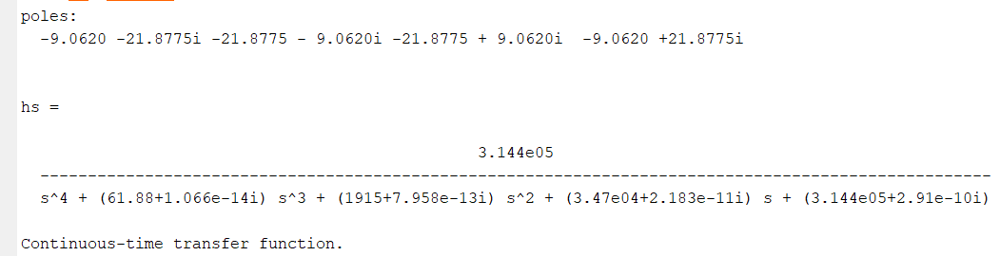 poles:
-9.0620 -21.8775i -21.8775 - 9.0620i -21.8775 + 9.0620i  -9.0620 +21.8775i
hs =
3.144e05
----------------------------------------------------------------------------------------------------
s^4 + (61.88+1.066e-14i) s^3 + (1915+7.958e-13i) s^2 + (3.47e04+2.183e-11i) s + (3.144e05+2.91e-10i)
Continuous-time transfer function.